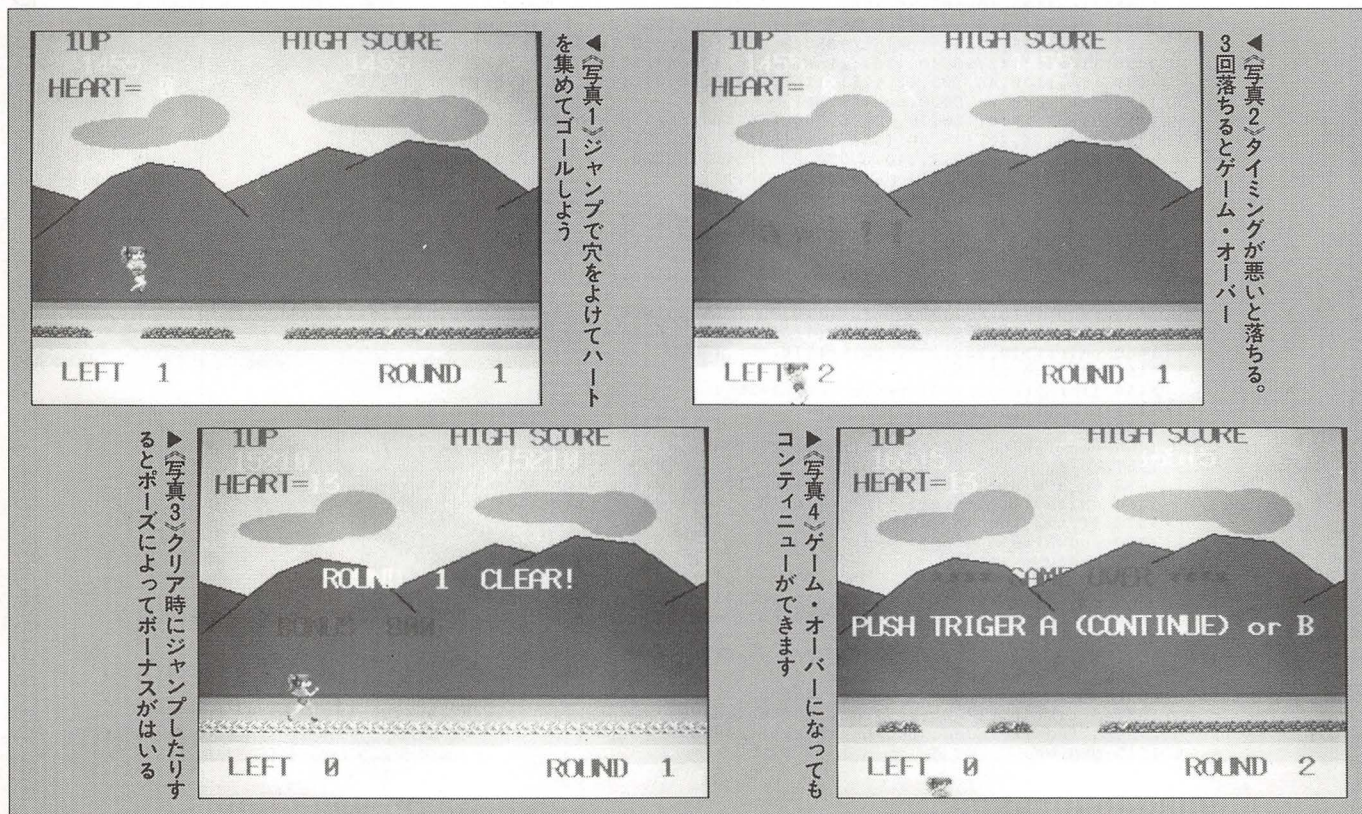 1UP HIGH SCORE
HEART=
LEFT 1 ROUND 1
◀《写真1》ジャンプで穴をよけてハート
を集めてゴールしよう
1UP HIGH SCORE
HEART=
LEFT 2 ROUND 1
◀《写真2》タイミングが悪いと落ちる。
3回落ちるとゲーム・オーバー
1UP HIGH SCORE
HEART=
ROUND 1 CLEAR!
LEFT 0 ROUND 1
▶《写真3》クリア時にジャンプしたりす
るとポーズによってボーナスがはいる
1UP HIGH SCORE
HEART=
**** GAME OVER ****
PUSH TRIGER A (CONTINUE) or B
LEFT 0 ROUND 2
▶《写真4》ゲーム・オーバーになっても
コンティニューができます